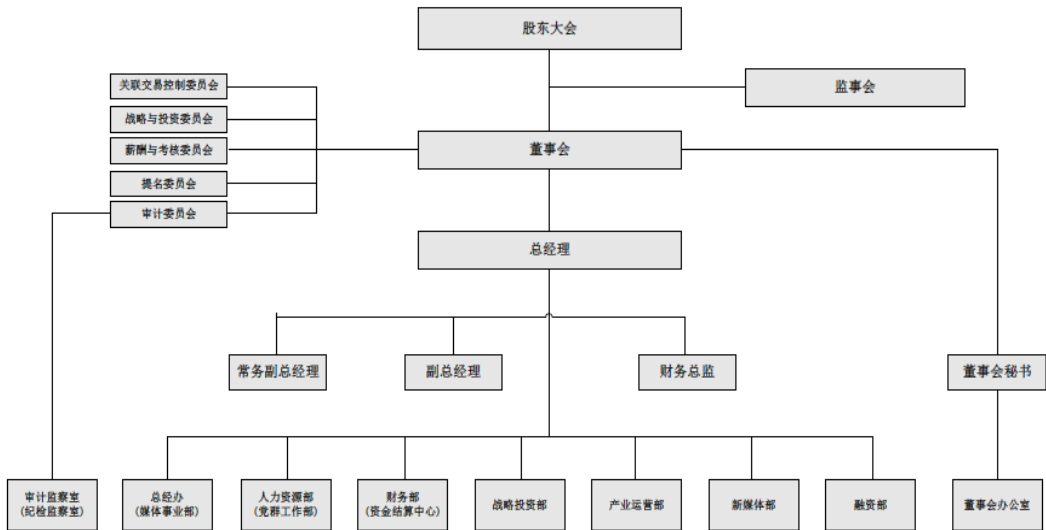 股东大会
关联交易控制委员会
监事会
战略与投资委员会
薪酬与考核委员会
董事会
提名委员会
审计委员会
总经理
常务副总经理
副总经理
财务总监
董事会秘书
审计监察室
(纪检监察室)
总经办
(媒体事业部)
人力资源部
(党群工作部)
财务部
(资金结算中心)
战略投资部
产业运营部
新媒体部
融资部
董事会办公室